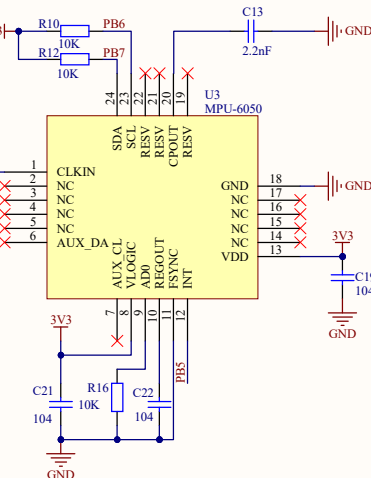 R10
PB6
10K
R12
PB7
10K
C13
2.2nF
GND
U3
MPU-6050
24
23
22
21
20
19
SDA
SCL
RESV
RESV
CPOUT
RESV
1
CLKIN
2
NC
3
NC
4
NC
5
NC
6
AUX_DA
GND
18
GND
NC
17
NC
16
NC
15
NC
14
VDD
13
3V3
104
GND
AUX_CL
VLOGIC
AD0
REGOUT
FSYNC
INT
7
8
9
10
11
12
3V3
PB5
C21
104
R16
10K
C22
104
GND